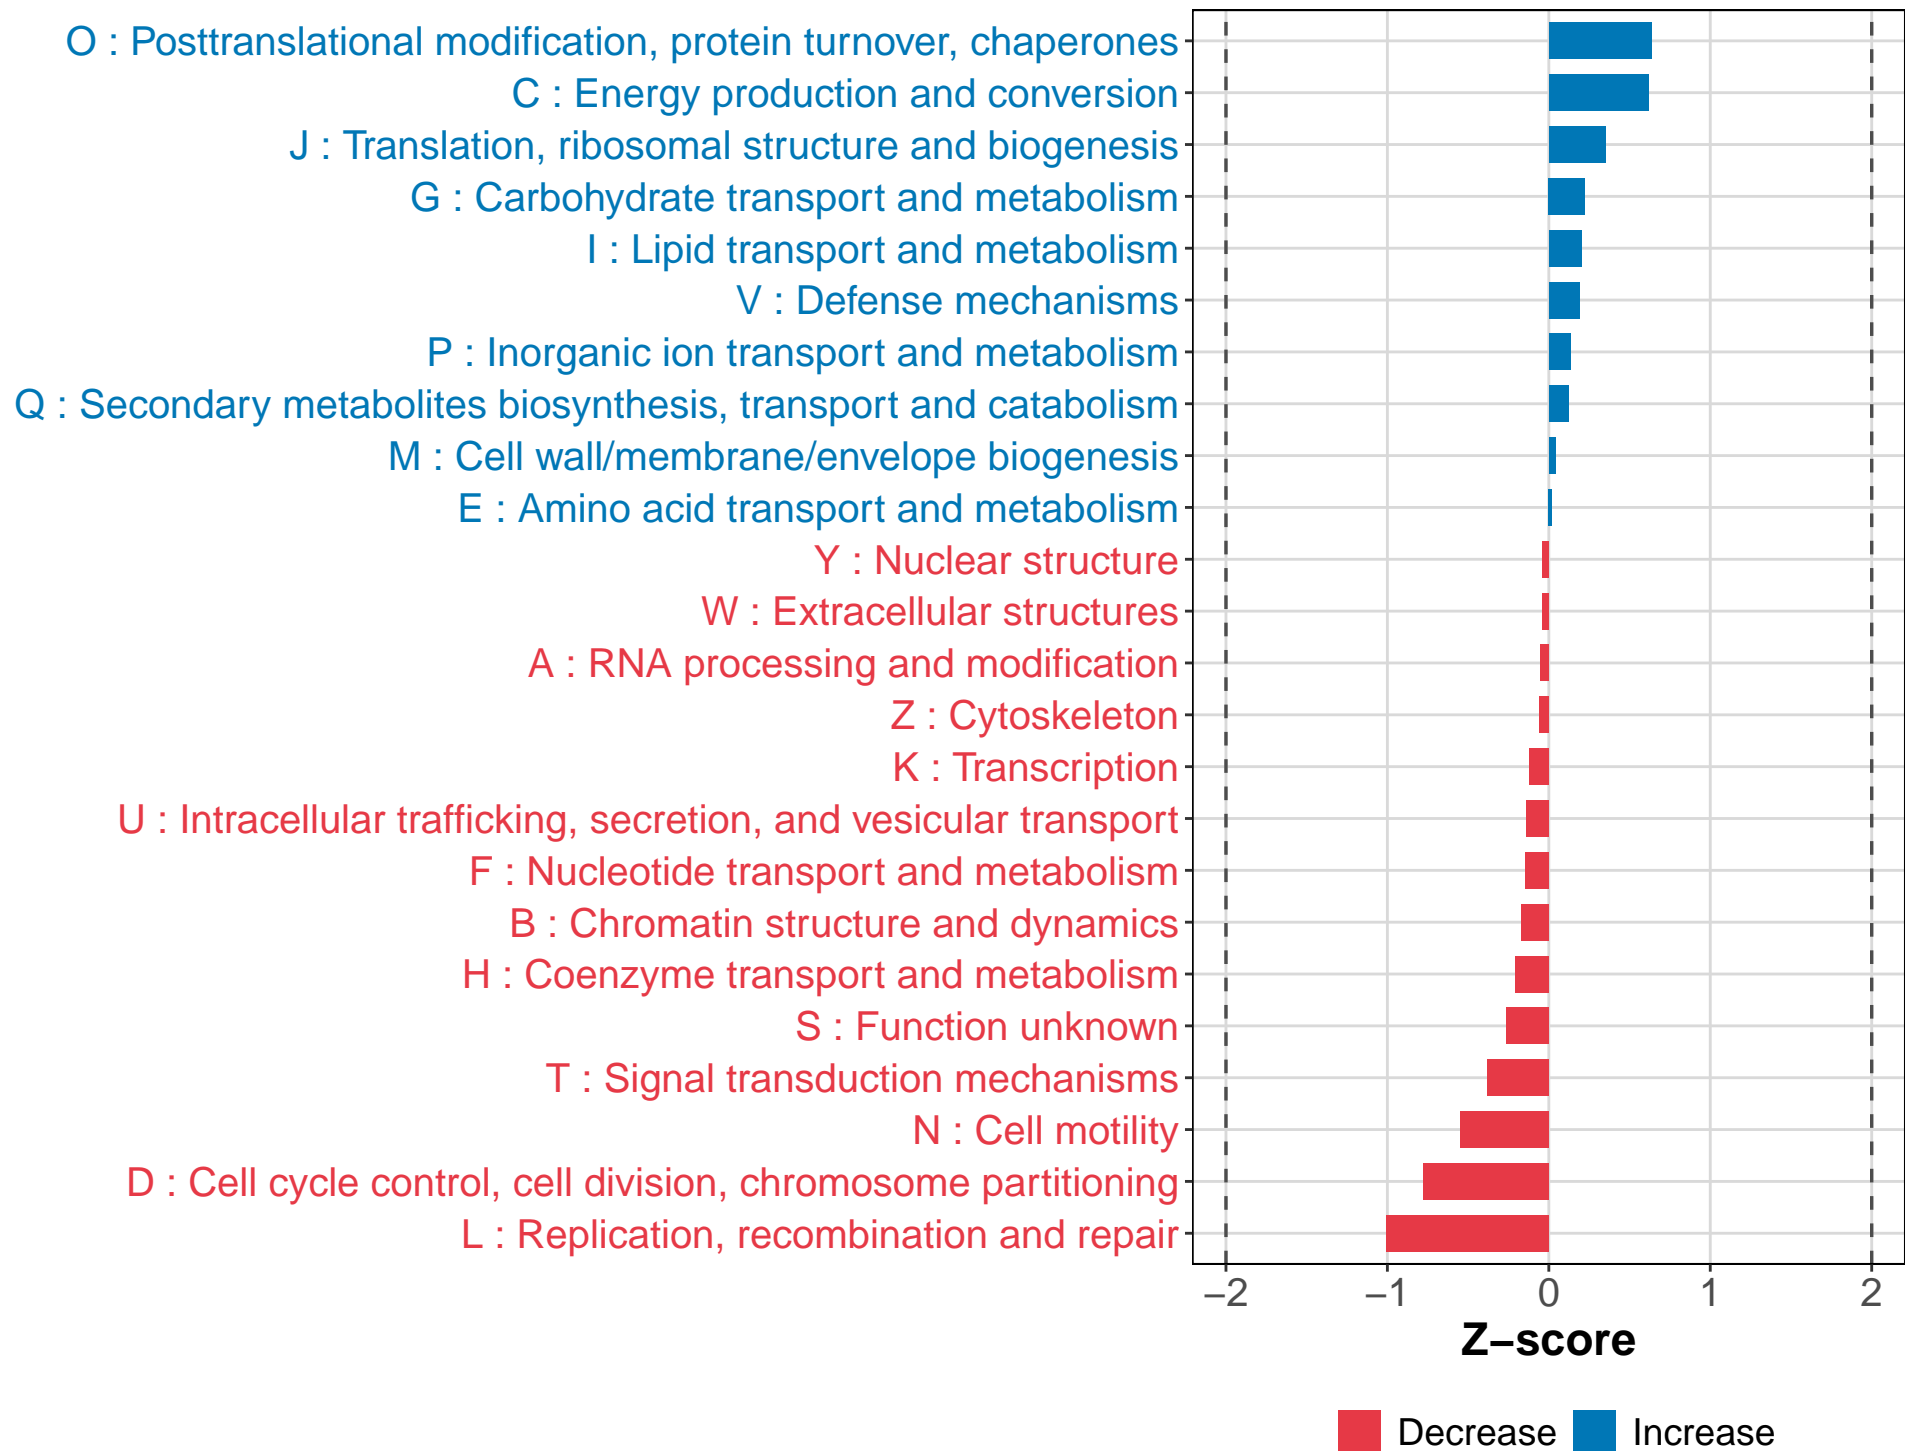 O : Posttranslational modification, protein turnover, chaperones
C : Energy production and conversion
J : Translation, ribosomal structure and biogenesis
G : Carbohydrate transport and metabolism
I : Lipid transport and metabolism
V : Defense mechanisms
P : Inorganic ion transport and metabolism
Q : Secondary metabolites biosynthesis, transport and catabolism
M : Cell wall/membrane/envelope biogenesis
E : Amino acid transport and metabolism
Y : Nuclear structure
W : Extracellular structures
A : RNA processing and modification
Z : Cytoskeleton
K : Transcription
U : Intracellular trafficking, secretion, and vesicular transport
F : Nucleotide transport and metabolism
B : Chromatin structure and dynamics
H : Coenzyme transport and metabolism
S : Function unknown
T : Signal transduction mechanisms
N : Cell motility
D : Cell cycle control, cell division, chromosome partitioning
L : Replication, recombination and repair
−2 −1 0 1 2
Z−score
Decrease Increase